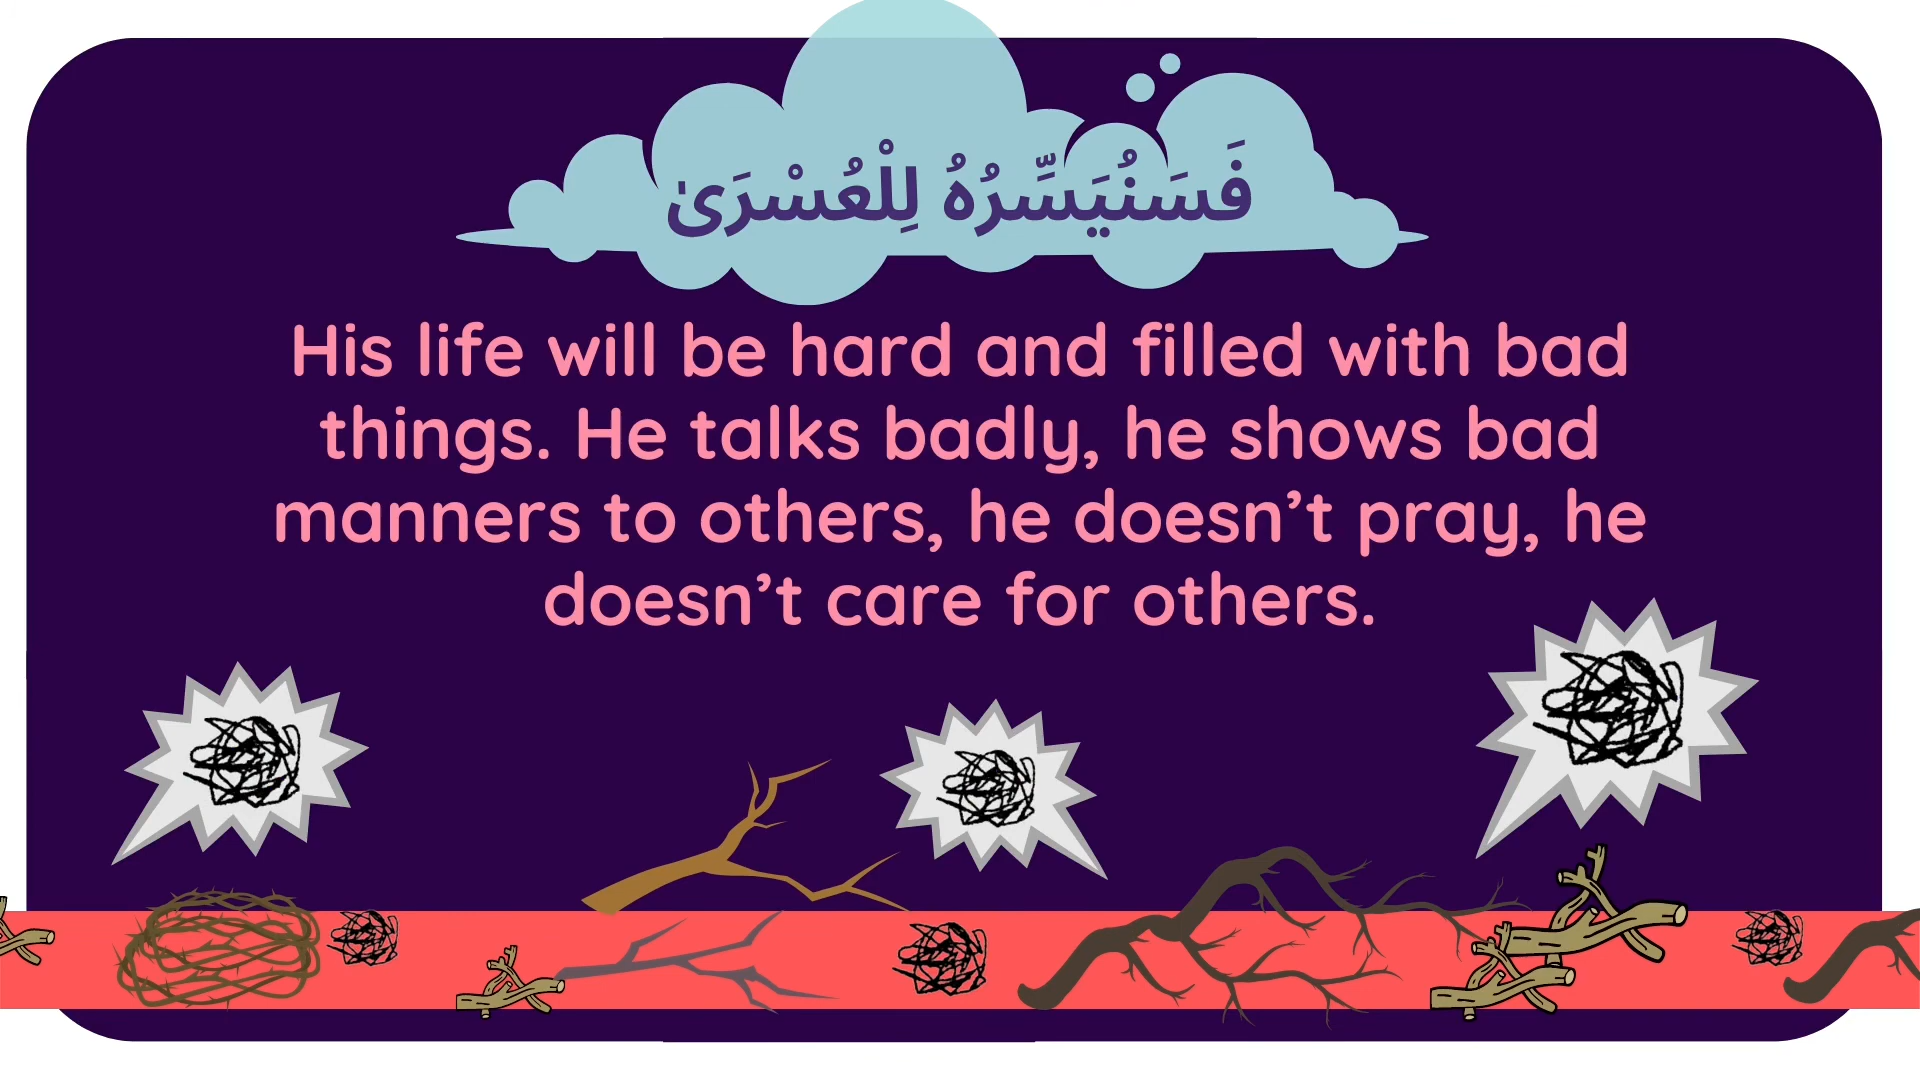 فَسَنُيَسِّرُهُ لِلْعُسْرَىٰ
His life will be hard and filled with bad
things. He talks badly, he shows bad
manners to others, he doesn’t pray, he
doesn’t care for others.